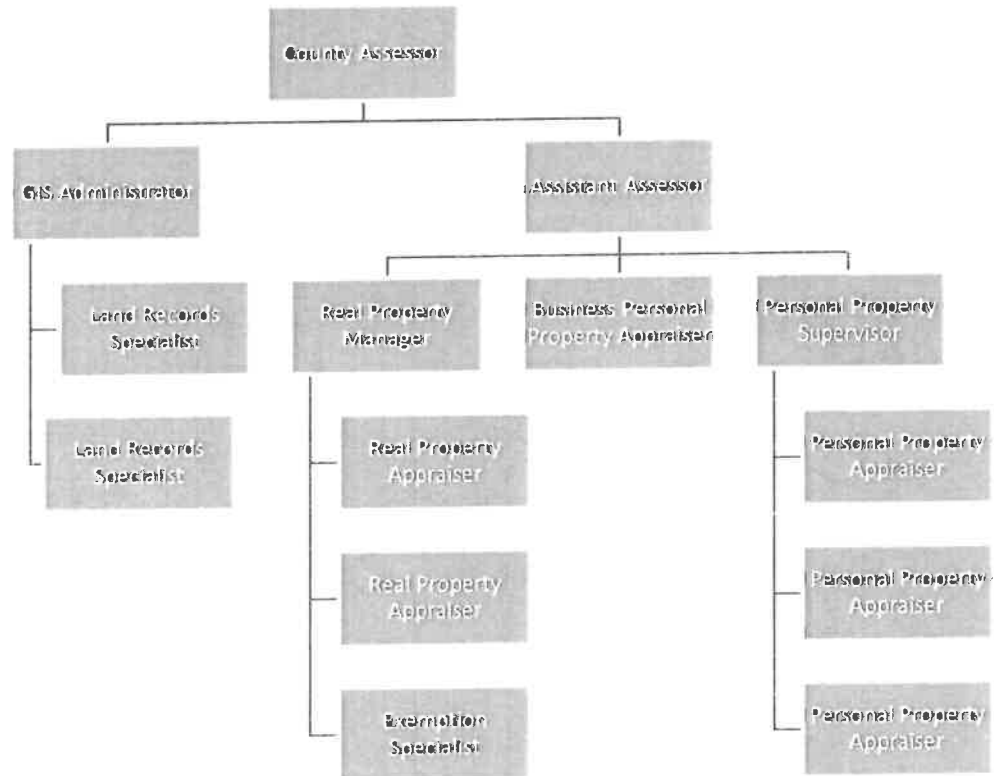 County Assessor
GIS Administrator
Assistant Assessor
Land Records
Specialist
Land Records
Specialist
Real Property
Manager
Business Personal
Property Appraiser
Personal Property
Supervisor
Real Property
Appraiser
Real Property
Appraiser
Exemption
Specialist
Personal Property
Appraiser
Personal Property
Appraiser
Personal Property
Appraiser